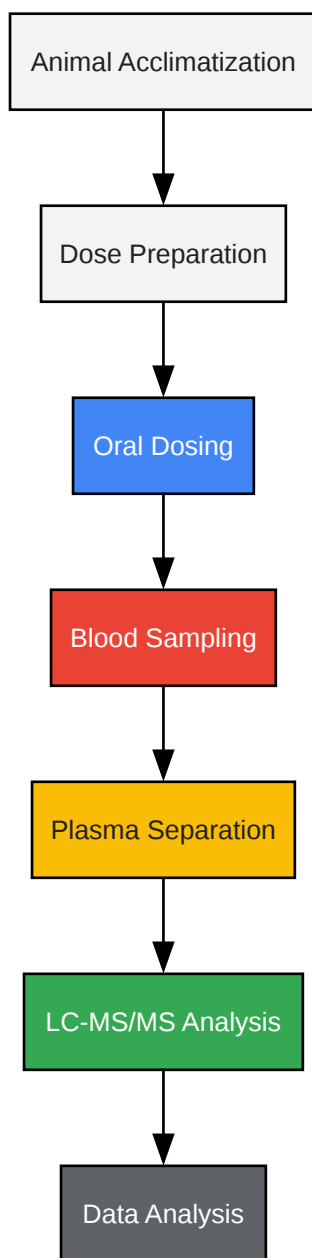 Animal Acclimatization
Dose Preparation
Oral Dosing
Blood Sampling
Plasma Separation
LC-MS/MS Analysis
Data Analysis